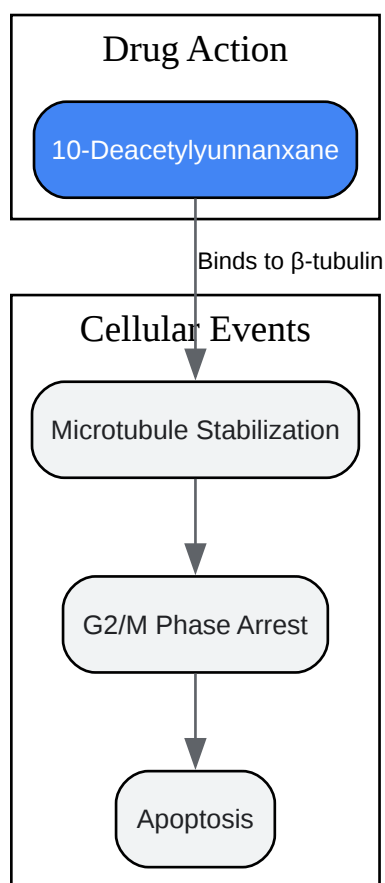 Drug Action
10-Deacetylyunnanxane
Binds to β-tubulin
Cellular Events
Microtubule Stabilization
G2/M Phase Arrest
Apoptosis